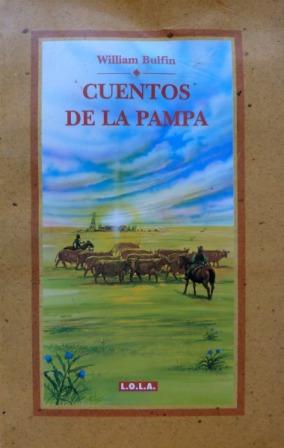 William Bulfin
CUENTOS
DE LA PAMPA
L.O.L.A.